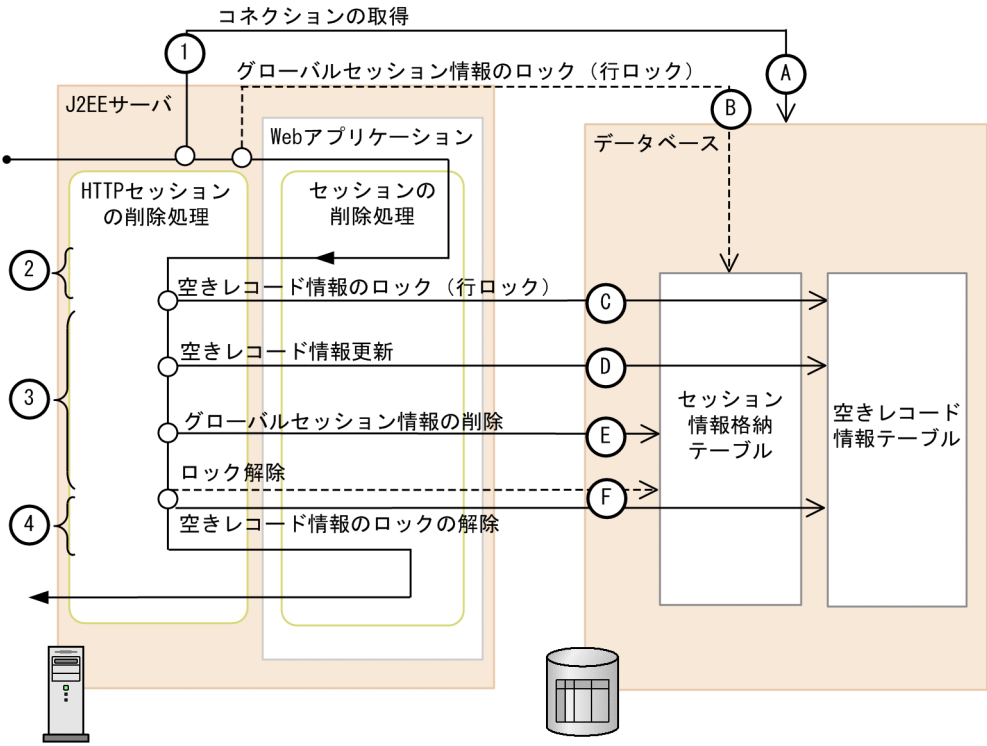 コネクションの取得
1
A
グローバルセッション情報のロック（行ロック）
B
J2EEサーバ
Webアプリケーション
データベース
HTTPセッション
の削除処理
セッションの
削除処理
2
空きレコード情報のロック（行ロック）
C
空きレコード情報更新
D
3
グローバルセッション情報の削除
E
セッション
情報格納
テーブル
空きレコード
情報テーブル
ロック解除
F
4
空きレコード情報のロックの解除